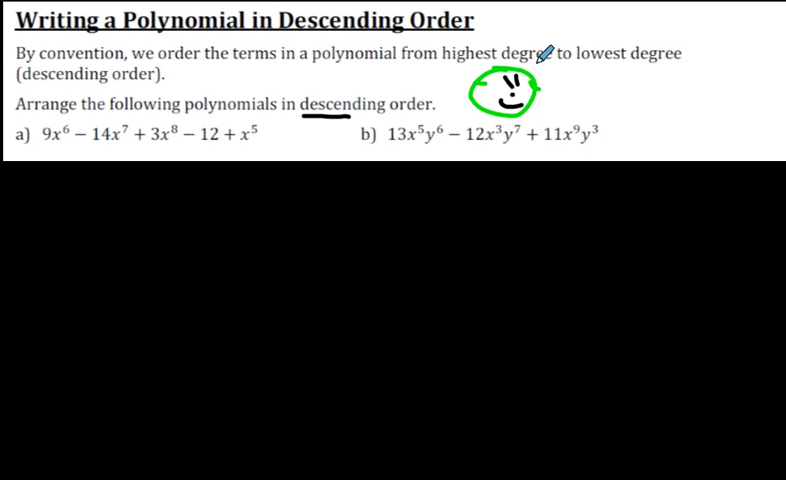 Writing a Polynomial in Descending Order
By convention, we order the terms in a polynomial from highest degree to lowest degree
(descending order).
Arrange the following polynomials in descending order.
a) 9x⁶ – 14x⁷ + 3x⁸ – 12 + x⁵ b) 13x⁵y⁶ – 12x³y⁷ + 11x⁹y³